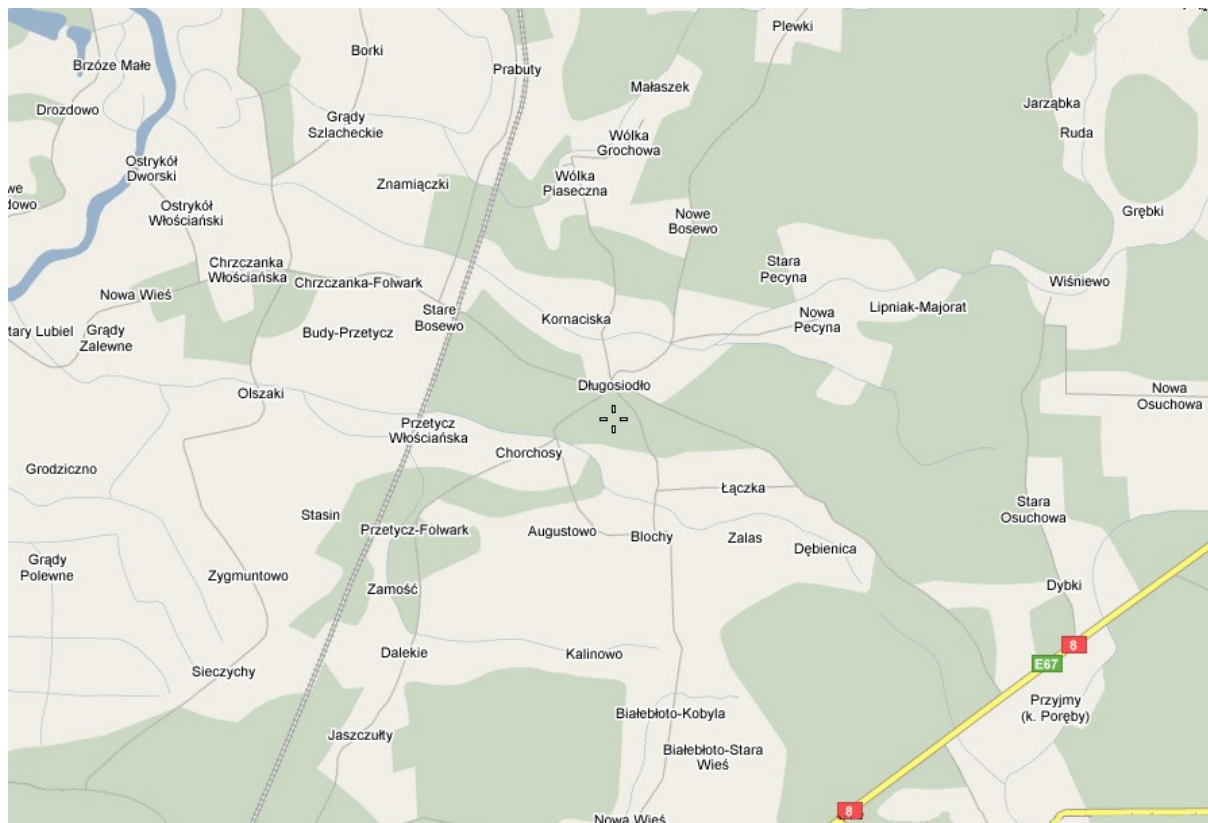 Plewki
Borki
Brzóze Małe
Prabuty
Małaszek
Drozdowo
Jarząbka
Grądy
Szlacheckie
Ruda
Wólka
Grochowa
Ostrykół
Dworski
Wólka
Piaseczna
Znamiączki
we
dowo
Ostrykół
Włościański
Nowe
Bosewo
Grębki
Chrzczanka
Włościańska
Stara
Pecyna
Chrzczanka-Folwark
Wiśniewo
Nowa Wieś
Stare
Bosewo
Lipniak-Majorat
Kornaciska
Nowa
Pecyna
tary Lubiel
Grądy
Zalewne
Budy-Przetycz
Długosiodło
Olszaki
Nowa
Osuchowa
Przetycz
Włościańska
Chorchosy
Grodziczno
Łączka
Stasin
Stara
Osuchowa
Przetycz-Folwark
Augustowo
Blochy
Zalas
Dębienica
Grądy
Polewne
Zygmuntowo
Zamość
Dybki
8
Dalekie
Kalinowo
E67
Sieczychy
Przyjmy
(k. Poręby)
Białebłoto-Kobyla
Jaszczułty
Białebłoto-Stara
Wieś
8
Nowa Wieś